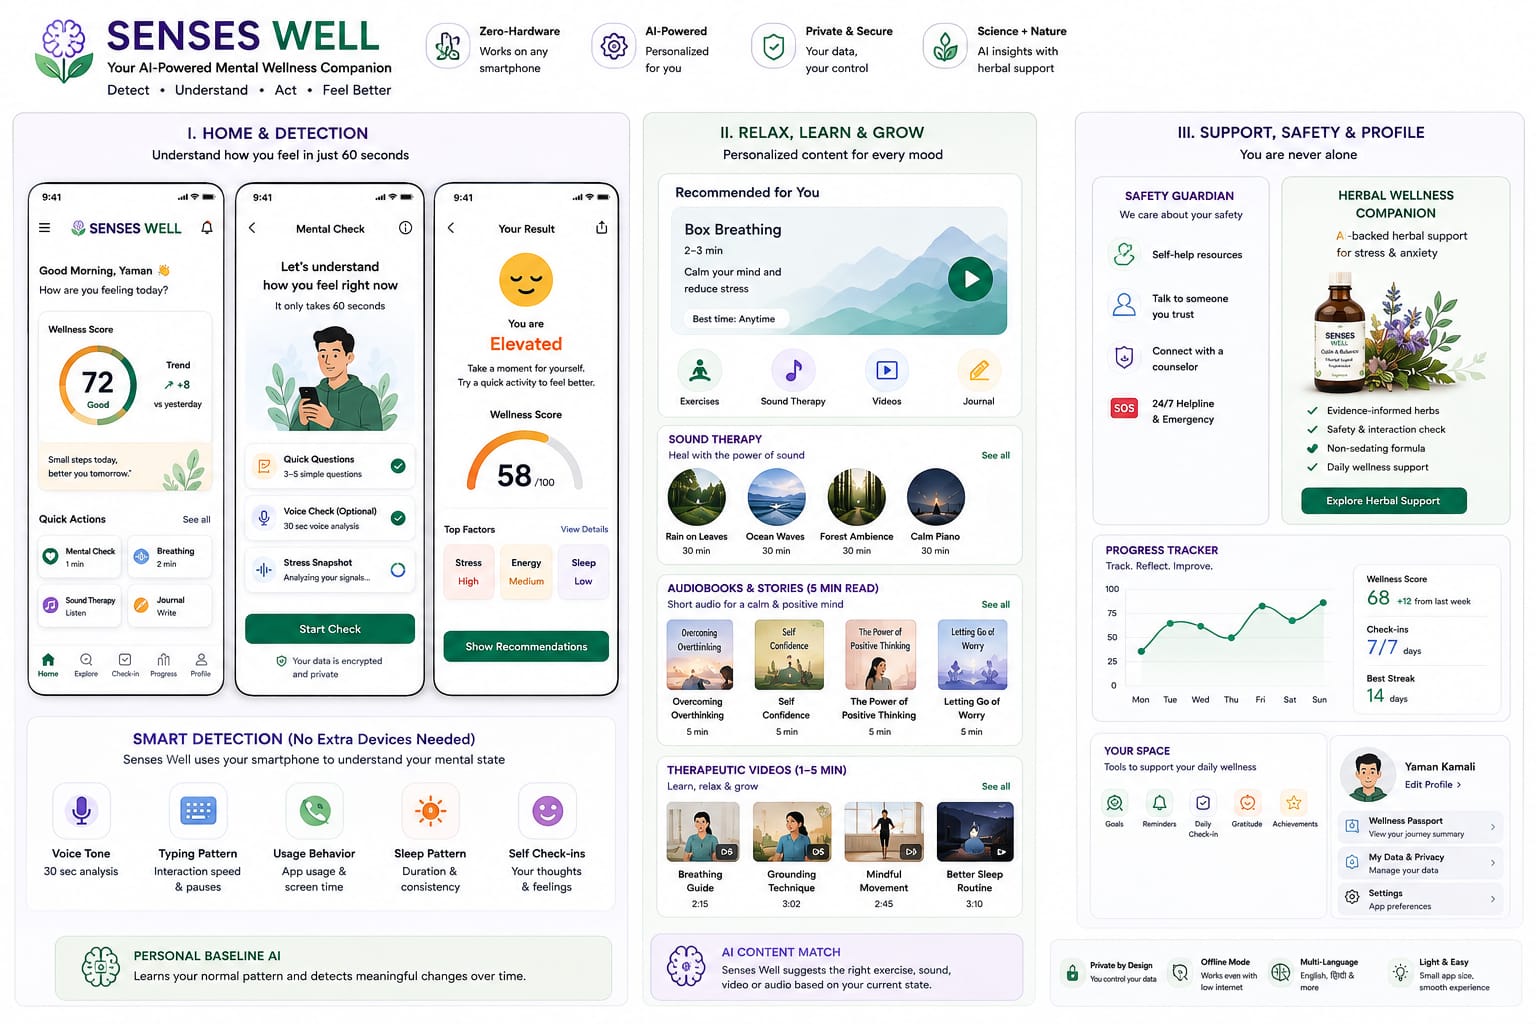 SENSES WELL
Your AI-Powered Mental Wellness Companion
Detect • Understand • Act • Feel Better
Zero-Hardware
Works on any
smartphone
AI-Powered
Personalized
for you
Private & Secure
Your data,
your control
Science + Nature
AI insights with
herbal support
I. HOME & DETECTION
Understand how you feel in just 60 seconds
9:41
SENSES WELL
Good Morning, Yaman 👋
How are you feeling today?
Wellness Score
72
Good
Trend
↗ +8
vs yesterday
Small steps today,
better you tomorrow."
Quick Actions
See all
Mental Check
1 min
Breathing
2 min
Sound Therapy
Listen
Journal
Write
Home
Explore
Check-in
Progress
Profile
9:41
Mental Check
Let's understand
how you feel right now
It only takes 60 seconds
Quick Questions
3–5 simple questions
Voice Check (Optional)
30 sec voice analysis
Stress Snapshot
Analyzing your signals...
Start Check
Your data is encrypted
and private
9:41
Your Result
You are
Elevated
Take a moment for yourself.
Try a quick activity to feel better.
Wellness Score
58 /100
Top Factors
View Details
Stress
High
Energy
Medium
Sleep
Low
Show Recommendations
SMART DETECTION (No Extra Devices Needed)
Senses Well uses your smartphone to understand your mental state
Voice Tone
30 sec analysis
Typing Pattern
Interaction speed
& pauses
Usage Behavior
App usage &
screen time
Sleep Pattern
Duration &
consistency
Self Check-ins
Your thoughts
& feelings
PERSONAL BASELINE AI
Learns your normal pattern and detects meaningful changes over time.
II. RELAX, LEARN & GROW
Personalized content for every mood
Recommended for You
Box Breathing
2–3 min
Calm your mind and
reduce stress
Best time: Anytime
Exercises
Sound Therapy
Videos
Journal
SOUND THERAPY
Heal with the power of sound
See all
Rain on Leaves
30 min
Ocean Waves
30 min
Forest Ambience
30 min
Calm Piano
30 min
AUDIOBOOKS & STORIES (5 MIN READ)
Short audio for a calm & positive mind
See all
Overcoming
Overthinking
Self
Confidence
The Power of
Positive Thinking
Letting Go of
Worry
Overcoming
Overthinking
5 min
Self
Confidence
5 min
The Power of
Positive Thinking
5 min
Letting Go of
Worry
5 min
THERAPEUTIC VIDEOS (1–5 MIN)
Learn, relax & grow
See all
Breathing
Guide
2:15
Grounding
Technique
3:02
Mindful
Movement
2:45
Better Sleep
Routine
3:10
AI CONTENT MATCH
Senses Well suggests the right exercise, sound,
video or audio based on your current state.
III. SUPPORT, SAFETY & PROFILE
You are never alone
SAFETY GUARDIAN
We care about your safety
Self-help resources
Talk to someone
you trust
Connect with a
counselor
SOS
24/7 Helpline
& Emergency
HERBAL WELLNESS
COMPANION
AI-backed herbal support
for stress & anxiety
SENSES
WELL
Calm & Balance
Evidence-informed herbs
Safety & interaction check
Non-sedating formula
Daily wellness support
Explore Herbal Support
PROGRESS TRACKER
Track. Reflect. Improve.
100
75
50
25
0
Mon Tue Wed Thu Fri Sat Sun
Wellness Score
68 +12 from last week
Check-ins
7/7 days
Best Streak
14 days
YOUR SPACE
Tools to support your daily wellness
Goals
Reminders
Daily
Check-in
Gratitude
Achievements
Yaman Kamali
Edit Profile >
Wellness Passport
View your journey summary
My Data & Privacy
Manage your data
Settings
App preferences
Private by Design
You control your data
Offline Mode
Works even with
low internet
Multi-Language
English, हिंदी &
more
Light & Easy
Small app size,
smooth experience